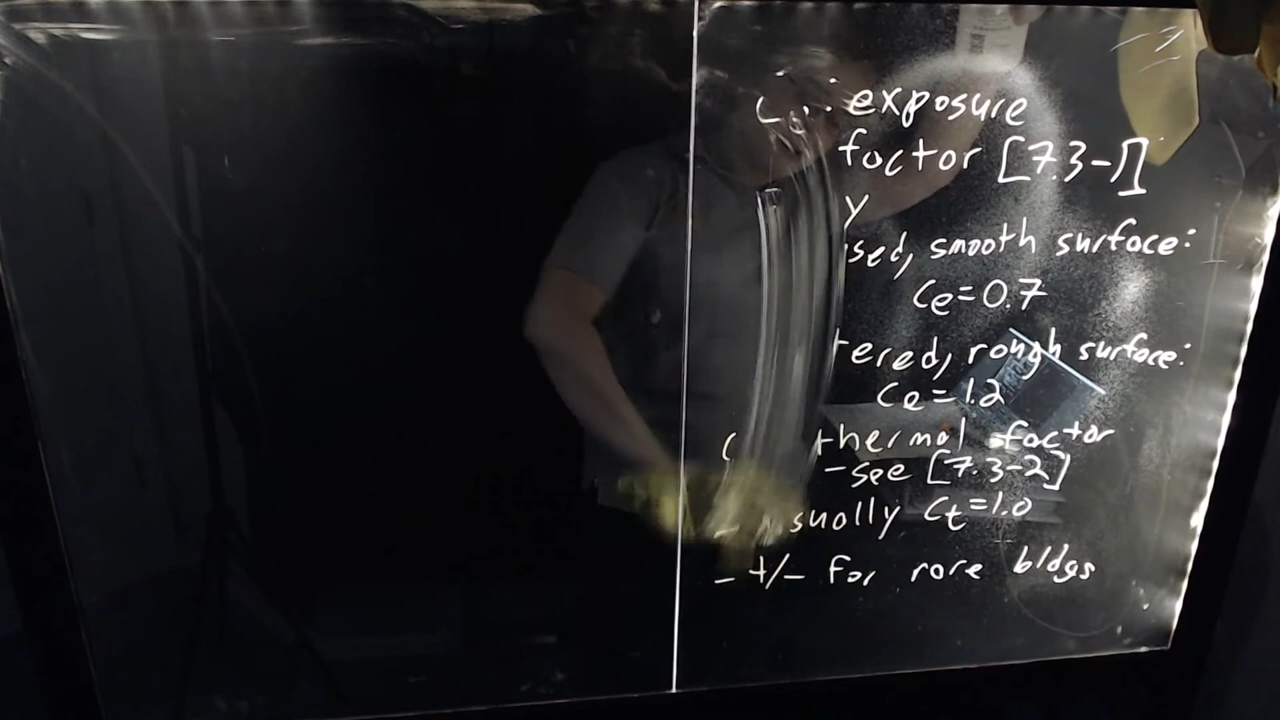 Ce: exposure
factor [7.3-1]
y
sed, smooth surface:
Ce=0.7
tered, rough surface:
Ce=1.2
thermal factor
-see [7.3-2]
sually Ct=1.0
- +/- for rare bldgs